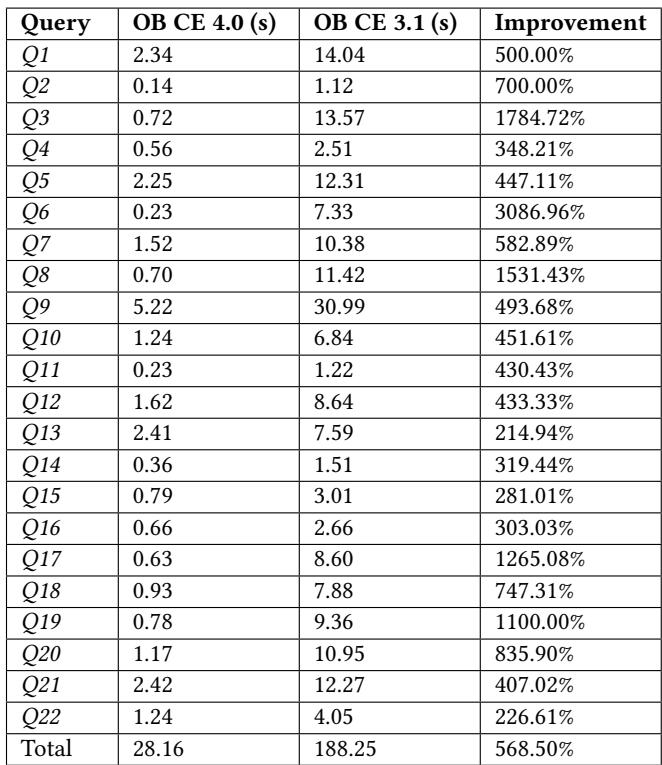 Query OB CE 4.0 (s) OB CE 3.1 (s) Improvement
Q1 2.34 14.04 500.00%
Q2 0.14 1.12 700.00%
Q3 0.72 13.57 1784.72%
Q4 0.56 2.51 348.21%
Q5 2.25 12.31 447.11%
Q6 0.23 7.33 3086.96%
Q7 1.52 10.38 582.89%
Q8 0.70 11.42 1531.43%
Q9 5.22 30.99 493.68%
Q10 1.24 6.84 451.61%
Q11 0.23 1.22 430.43%
Q12 1.62 8.64 433.33%
Q13 2.41 7.59 214.94%
Q14 0.36 1.51 319.44%
Q15 0.79 3.01 281.01%
Q16 0.66 2.66 303.03%
Q17 0.63 8.60 1265.08%
Q18 0.93 7.88 747.31%
Q19 0.78 9.36 1100.00%
Q20 1.17 10.95 835.90%
Q21 2.42 12.27 407.02%
Q22 1.24 4.05 226.61%
Total 28.16 188.25 568.50%